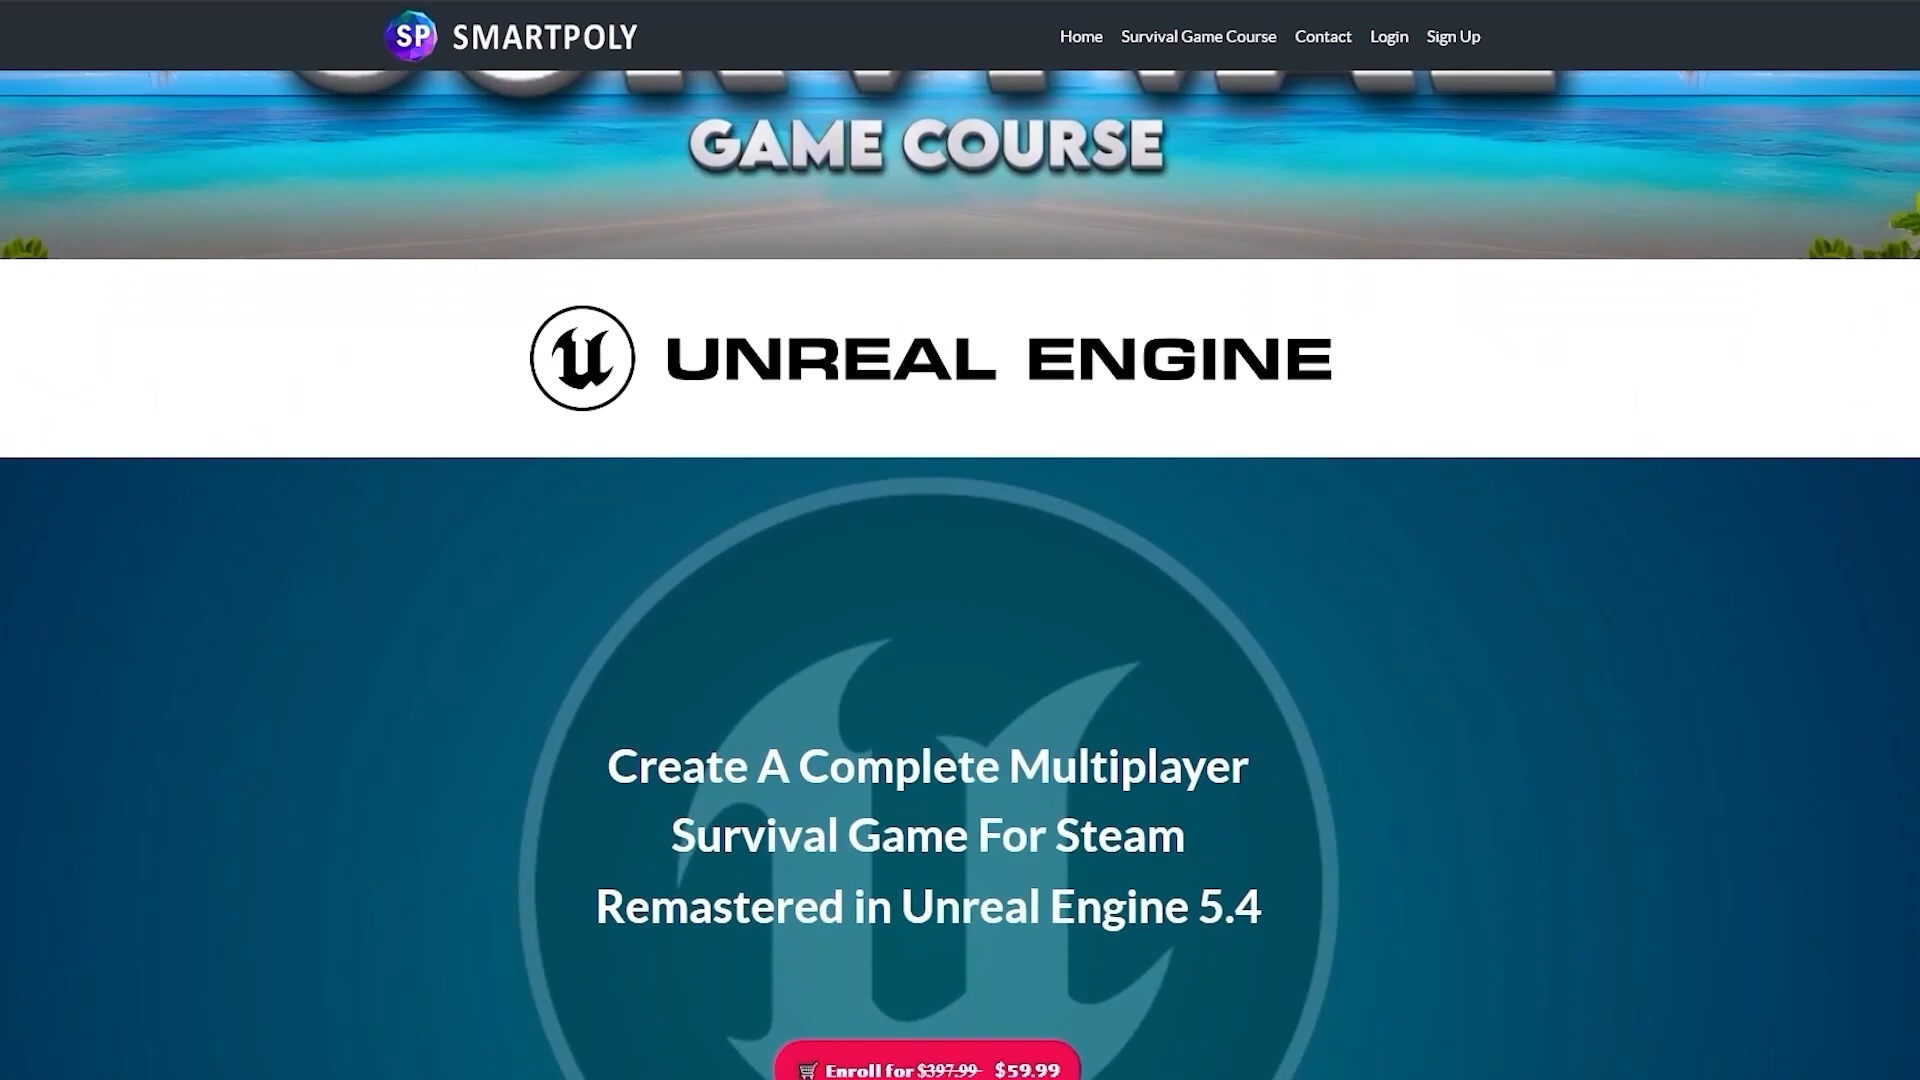 SP SMARTPOLY
Home Survival Game Course Contact Login Sign Up
GAME COURSE
UNREAL ENGINE
Create A Complete Multiplayer
Survival Game For Steam
Remastered in Unreal Engine 5.4
Enroll for $397.99 $59.99